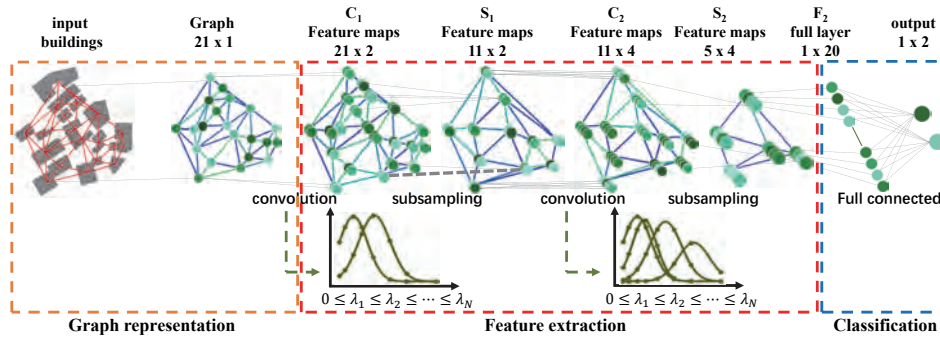 input
buildings
Graph
21 x 1
C₁
Feature maps
21 x 2
S₁
Feature maps
11 x 2
C₂
Feature maps
11 x 4
S₂
Feature maps
5 x 4
F₂
full layer
1 x 20
output
1 x 2
convolution
subsampling
convolution
subsampling
Full connected
0 ≤ λ₁ ≤ λ₂ ≤ ⋯ ≤ λ_N
0 ≤ λ₁ ≤ λ₂ ≤ ⋯ ≤ λ_N
Graph representation
Feature extraction
Classification